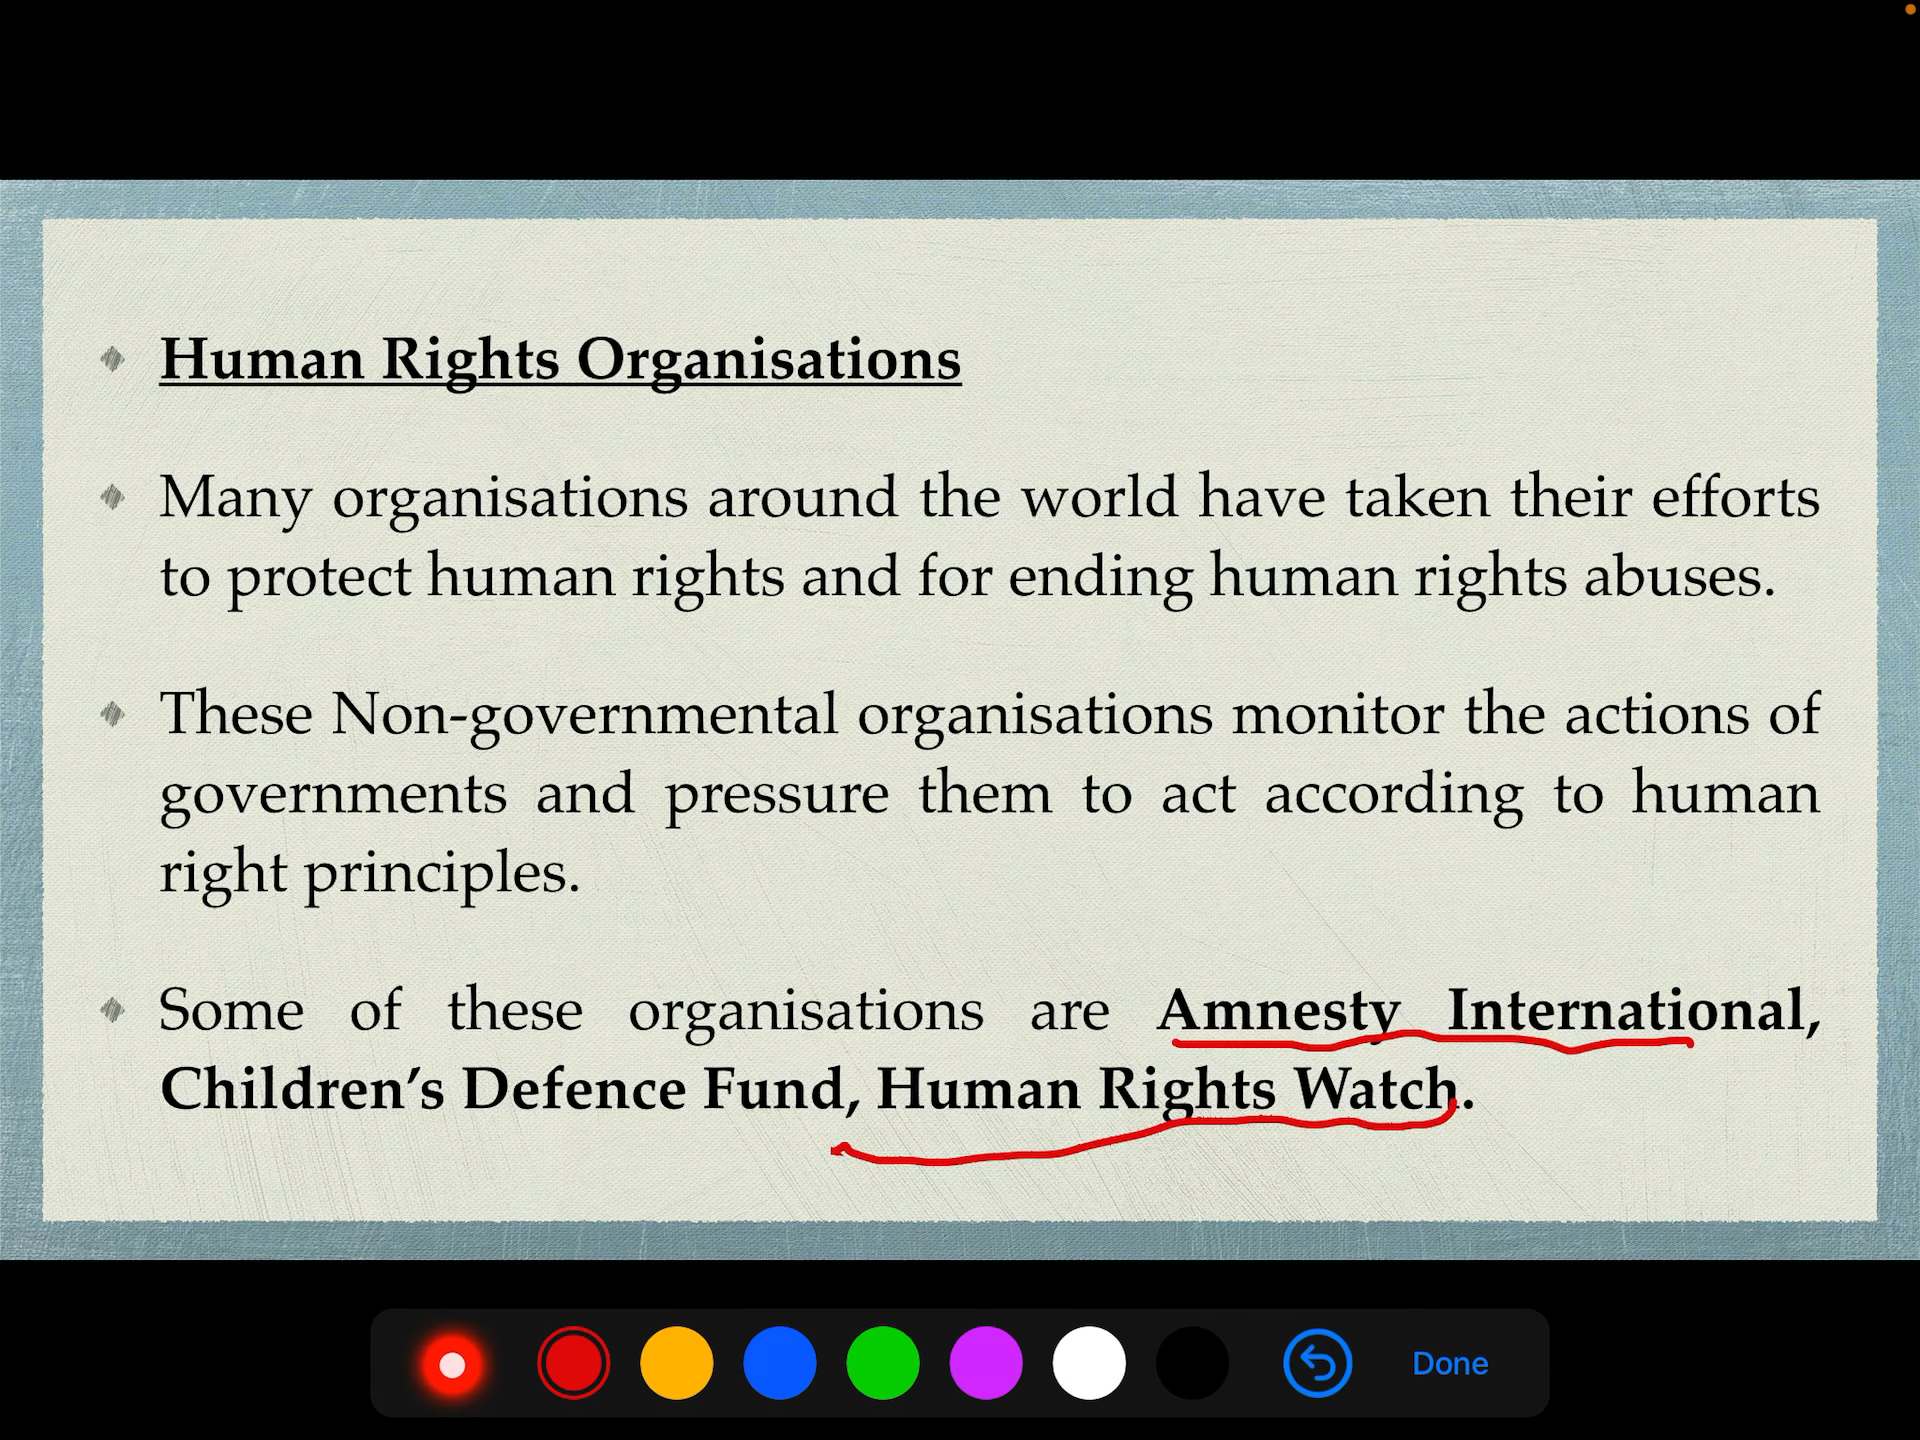 Human Rights Organisations
Many organisations around the world have taken their efforts
to protect human rights and for ending human rights abuses.
These Non-governmental organisations monitor the actions of
governments and pressure them to act according to human
right principles.
Some of these organisations are Amnesty International,
Children’s Defence Fund, Human Rights Watch.
Done